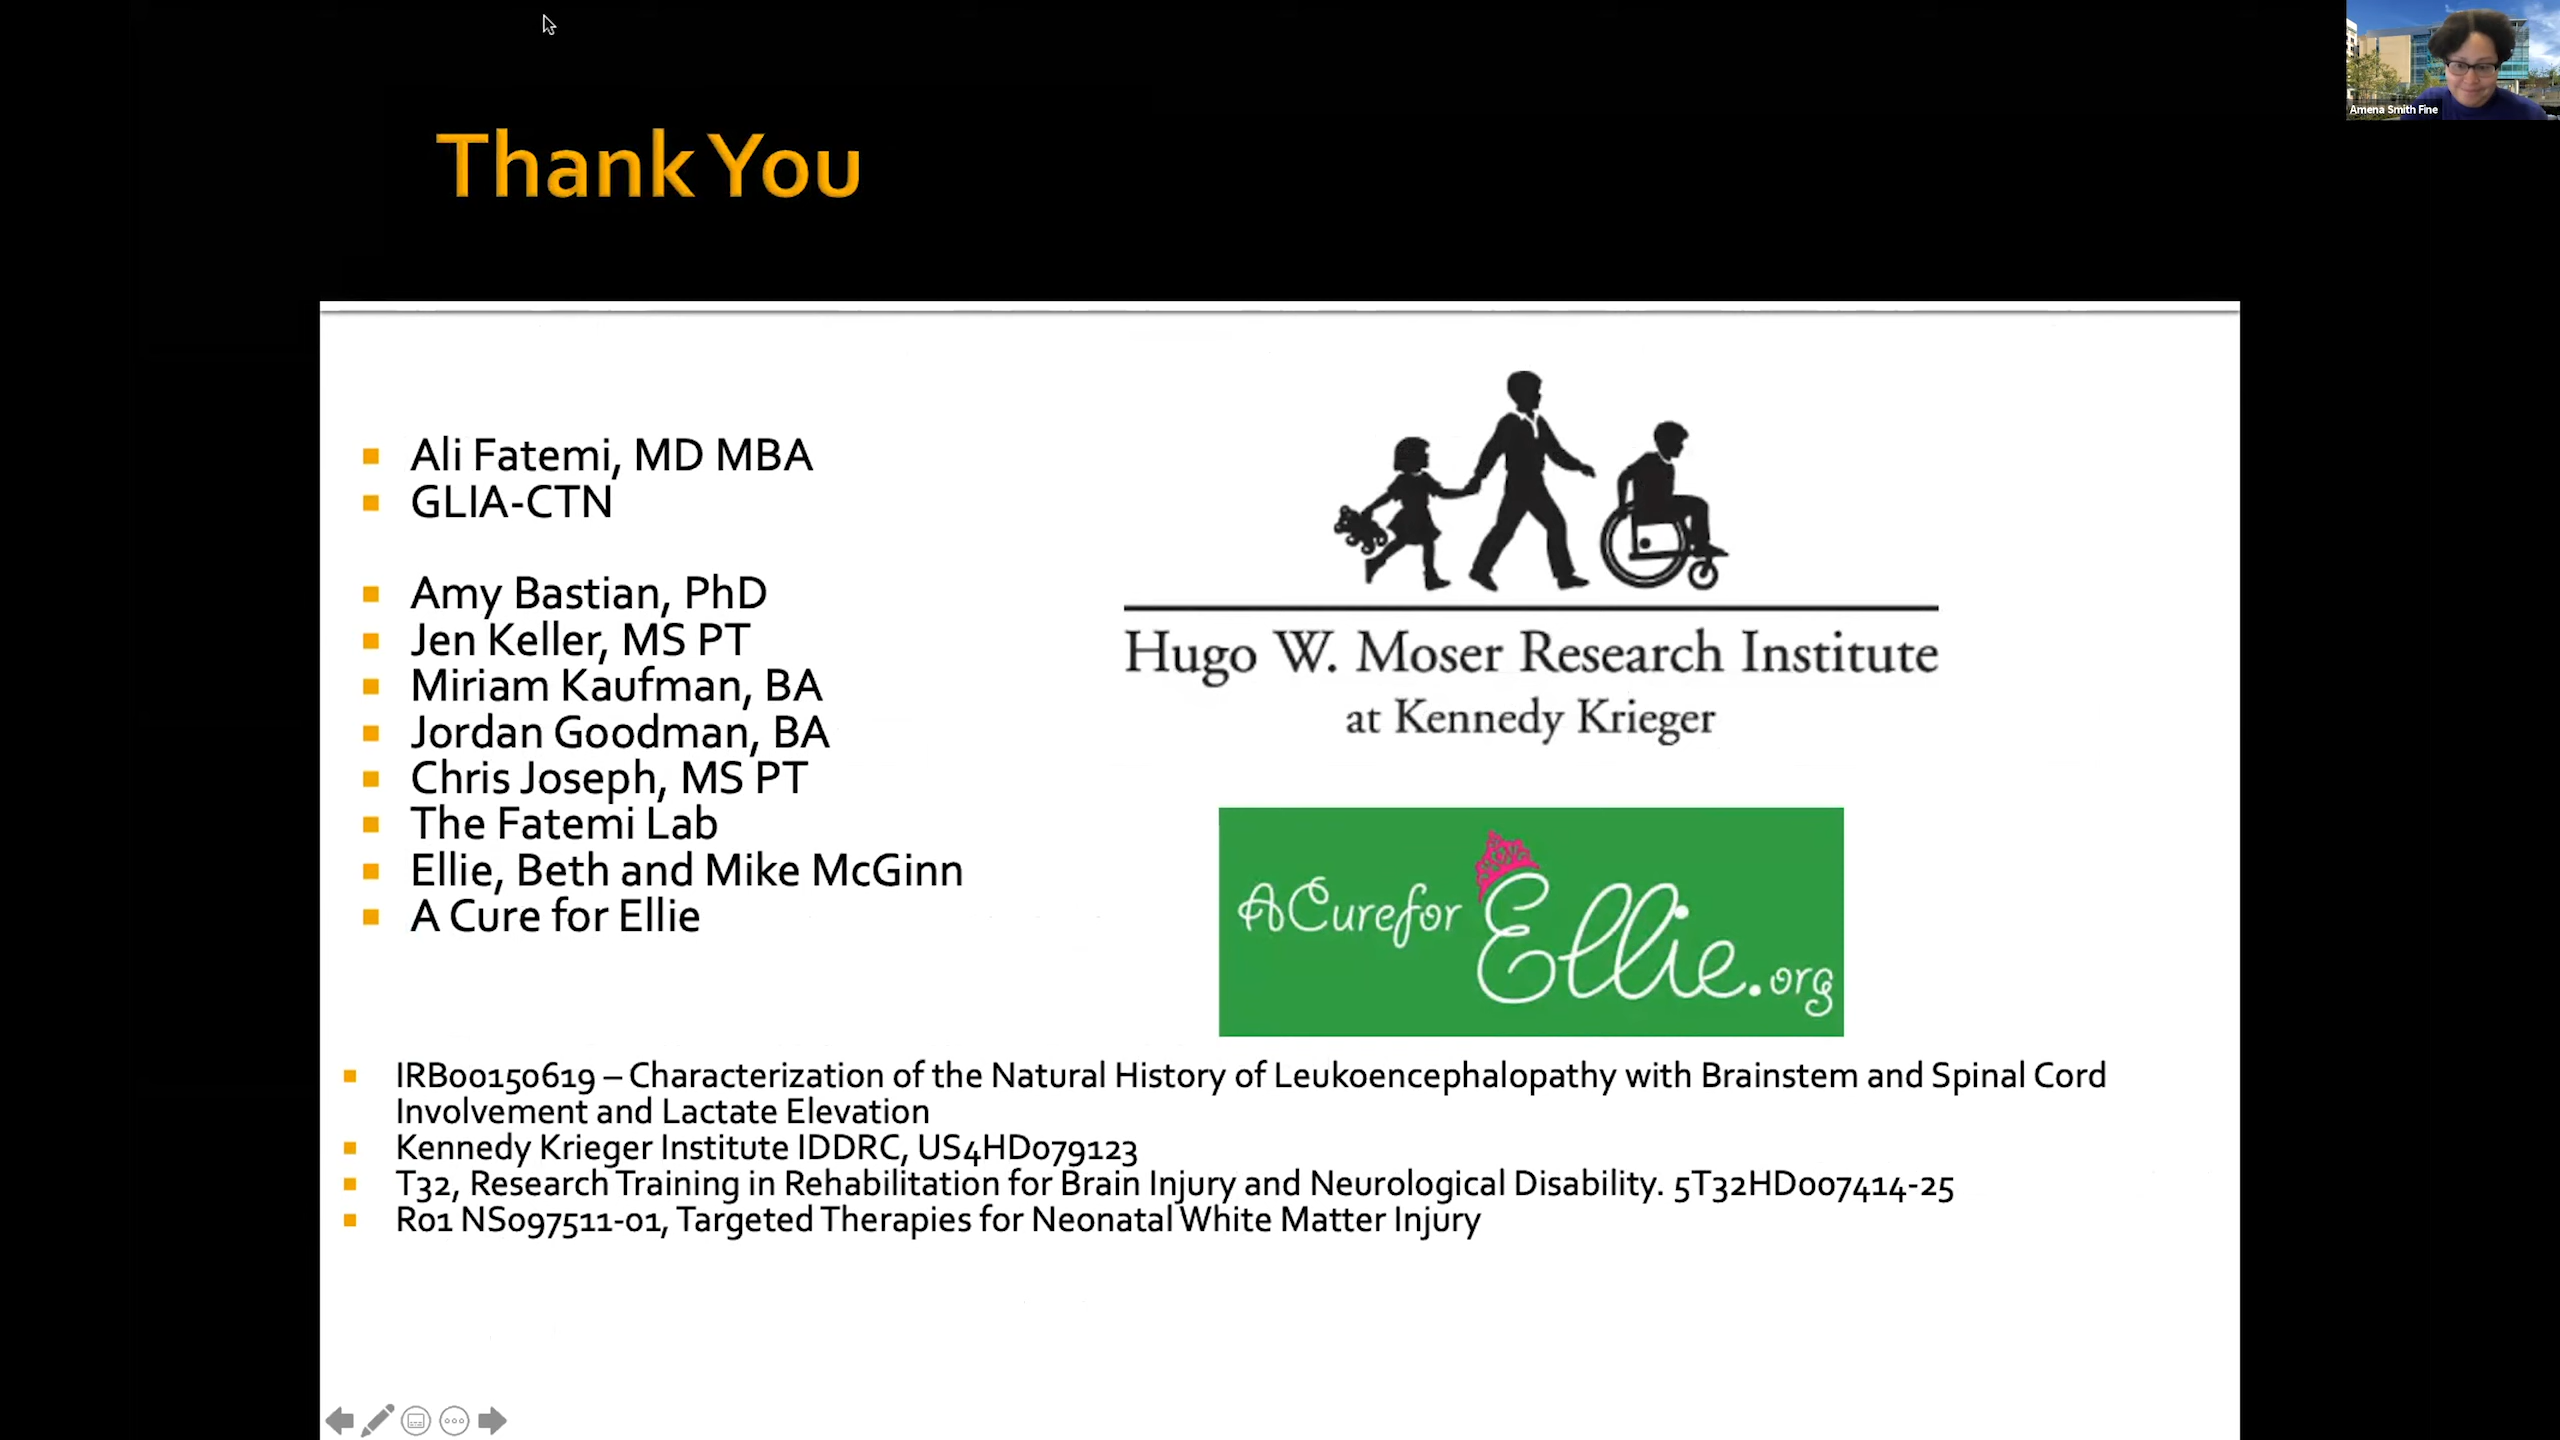 Amena Smith Fine
Thank You
Ali Fatemi, MD MBA
GLIA-CTN
Amy Bastian, PhD
Jen Keller, MS PT
Miriam Kaufman, BA
Jordan Goodman, BA
Chris Joseph, MS PT
The Fatemi Lab
Ellie, Beth and Mike McGinn
A Cure for Ellie
Hugo W. Moser Research Institute
at Kennedy Krieger
A Cure for Ellie.org
IRB00150619 – Characterization of the Natural History of Leukoencephalopathy with Brainstem and Spinal Cord
Involvement and Lactate Elevation
Kennedy Krieger Institute IDDRC, US4HD079123
T32, Research Training in Rehabilitation for Brain Injury and Neurological Disability. 5T32HD007414-25
R01 NS097511-01, Targeted Therapies for Neonatal White Matter Injury